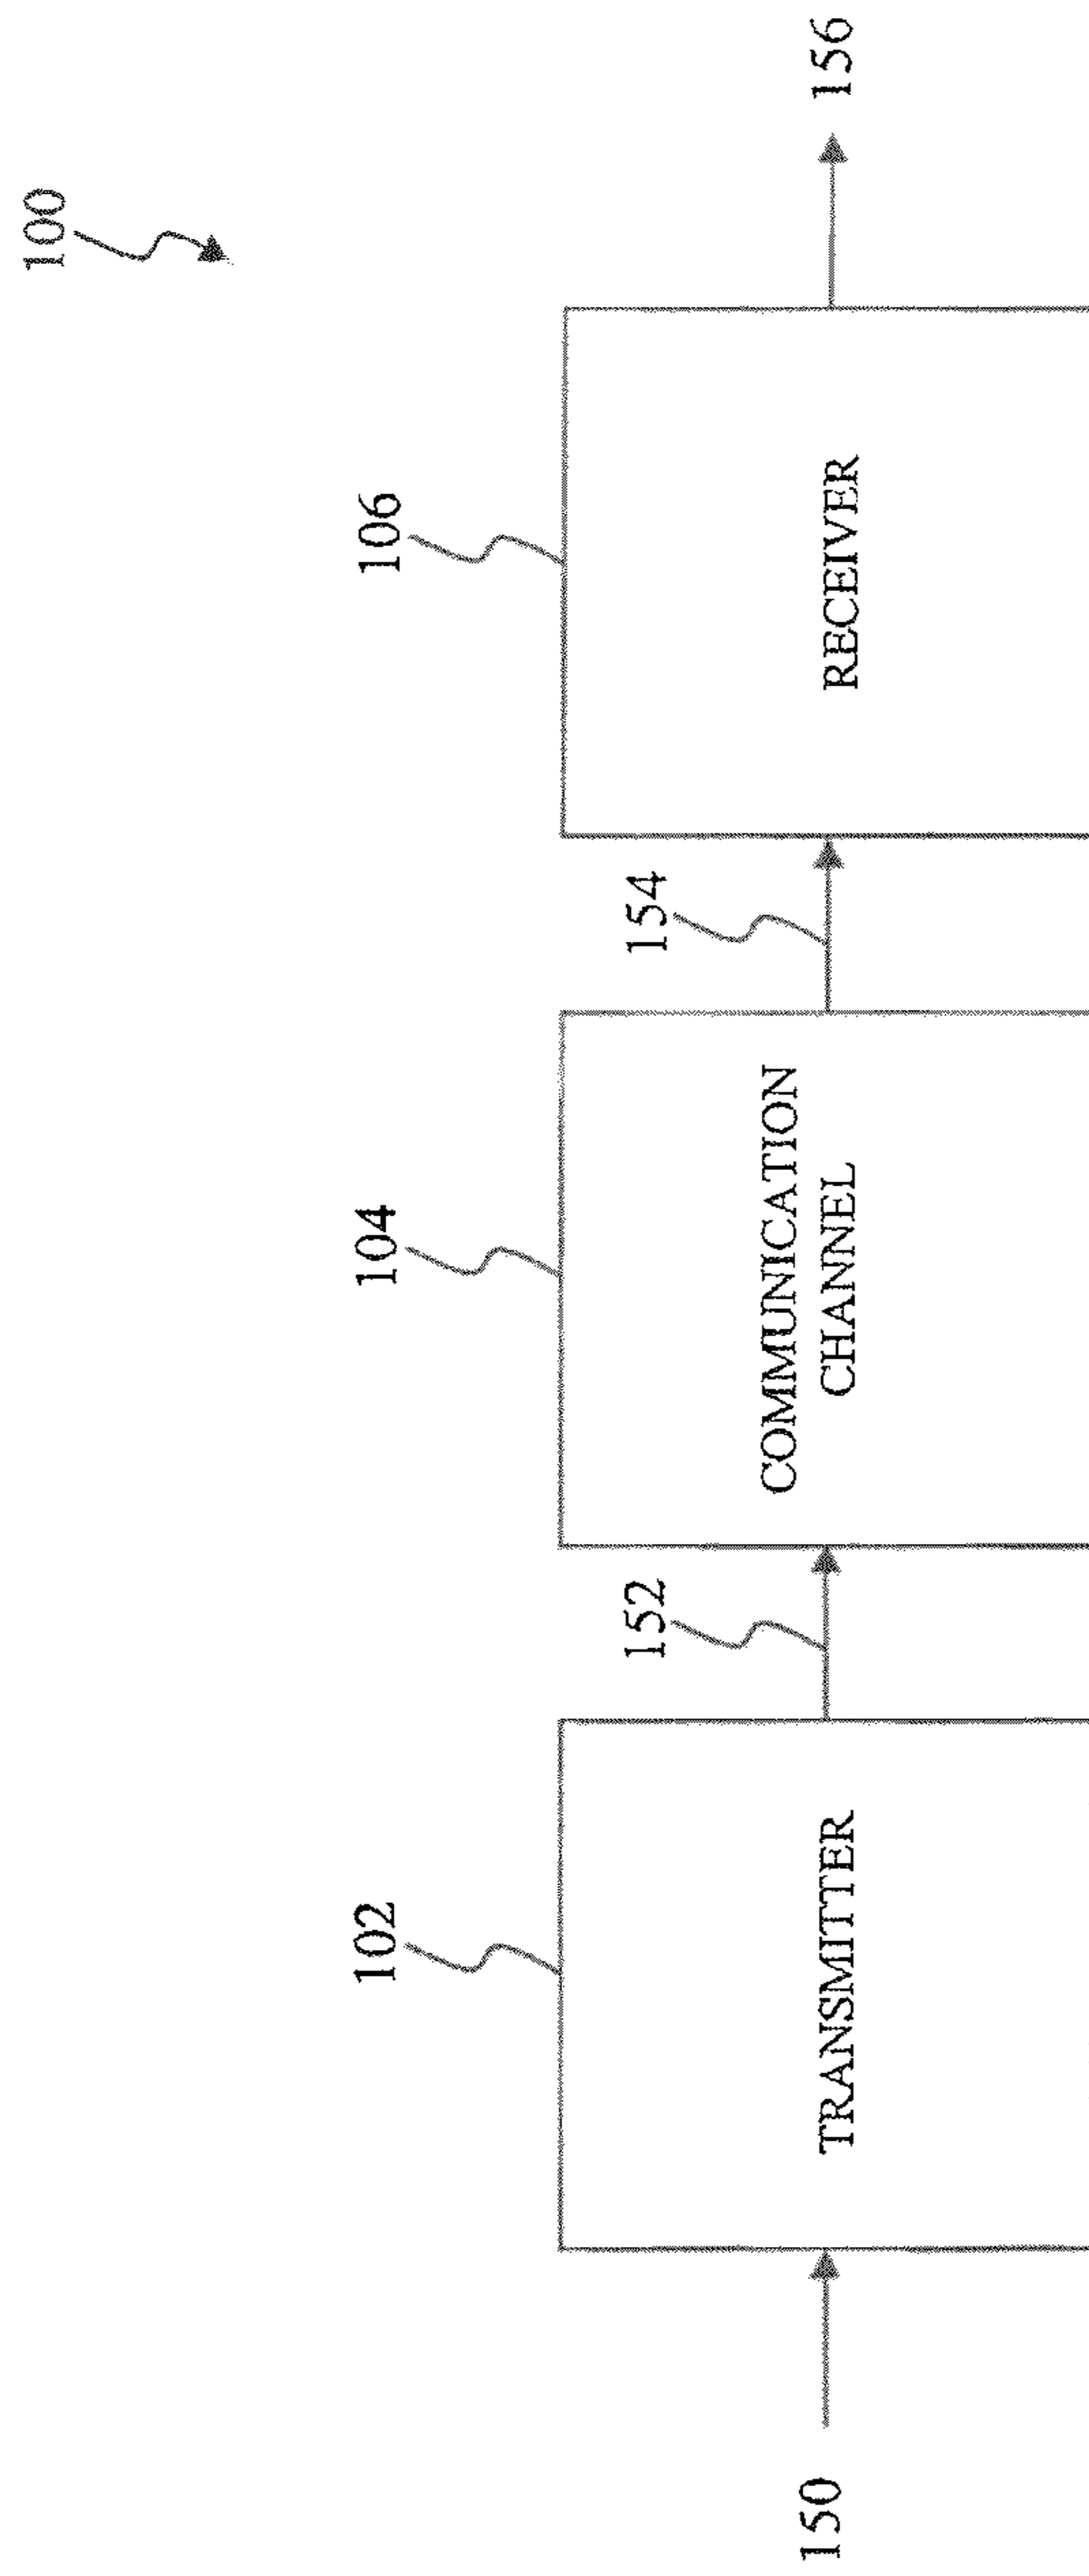 100
102
104
106
152
154
150
TRANSMITTER
COMMUNICATION
CHANNEL
RECEIVER
156